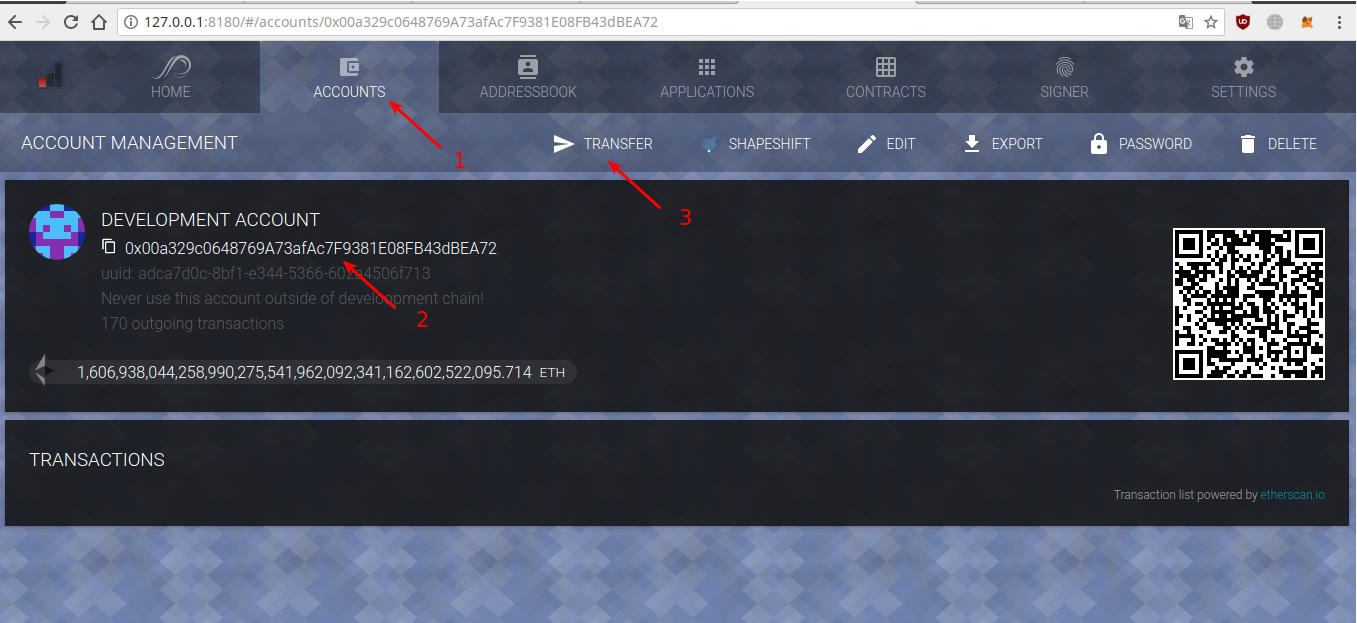 127.0.0.1:8180/#/accounts/0x00a329c0648769A73afAc7F9381E08FB43dBEA72
HOME ACCOUNTS ADDRESSBOOK APPLICATIONS CONTRACTS SIGNER SETTINGS
1
ACCOUNT MANAGEMENT TRANSFER SHAPESHIFT EDIT EXPORT PASSWORD DELETE
3
DEVELOPMENT ACCOUNT
0x00a329c0648769A73afAc7F9381E08FB43dBEA72
uuid: adca7d0c-8bf1-e344-5366-602a4506f713
Never use this account outside of development chain!
2
170 outgoing transactions
1,606,938,044,258,990,275,541,962,092,341,162,602,522,095.714 ETH
TRANSACTIONS
Transaction list powered by etherscan.io